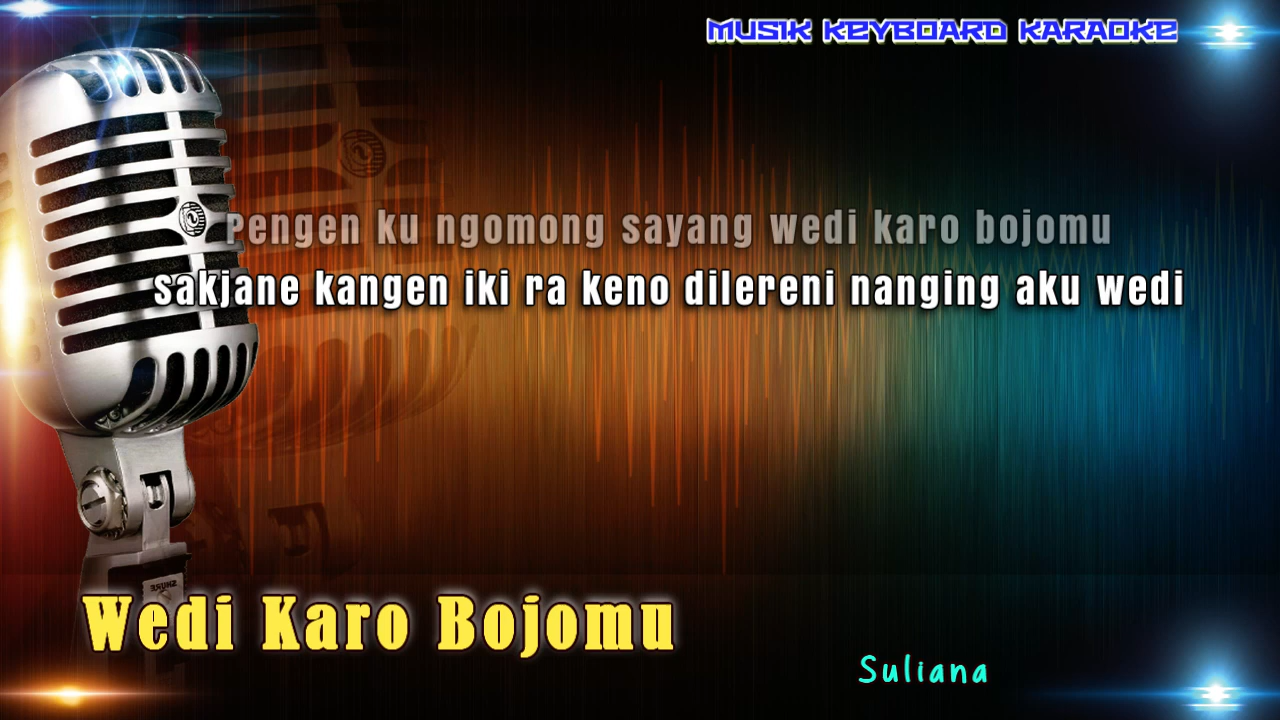 MUSIK KEYBOARD KARAOKE
Pengen ku ngomong sayang wedi karo bojomu
sakjane kangen iki ra keno dilereni nanging aku wedi
SHURE
Wedi Karo Bojomu
Suliana